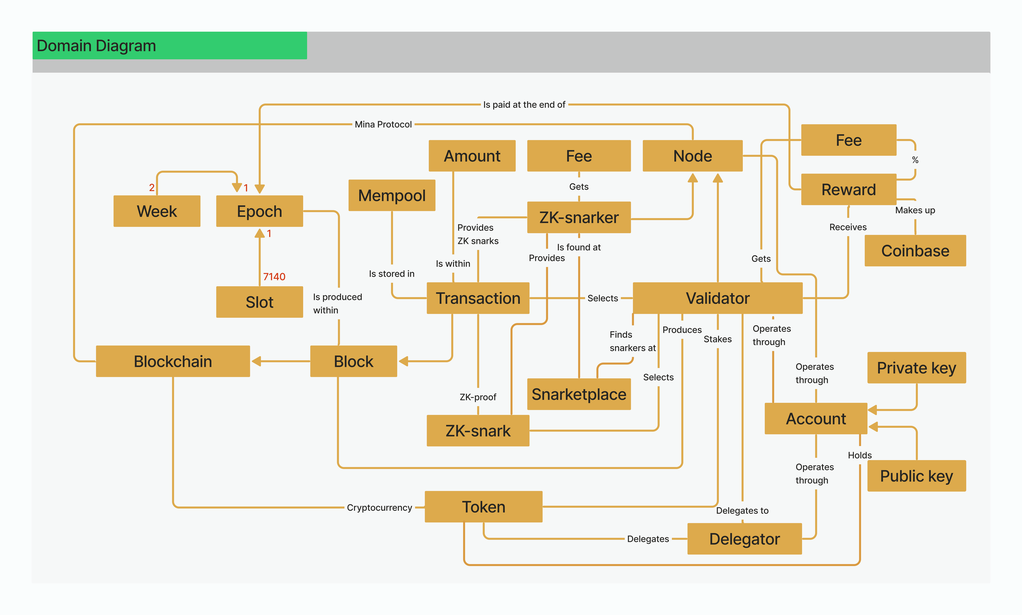 Domain Diagram
Is paid at the end of
Mina Protocol
Amount
Fee
Node
Fee
%
Gets
Mempool
Reward
2
1
Week
Epoch
ZK-snarker
Makes up
Provides
ZK snarks
Receives
1
Is found at
Coinbase
Provides
Gets
Is within
Is stored in
7140
Slot
Is produced
within
Transaction
Selects
Validator
Finds
snarkers at
Produces
Stakes
Operates
through
Blockchain
Block
Operates
through
Private key
Selects
Snarketplace
ZK-proof
Account
ZK-snark
Holds
Operates
through
Public key
Cryptocurrency
Token
Delegates to
Delegates
Delegator